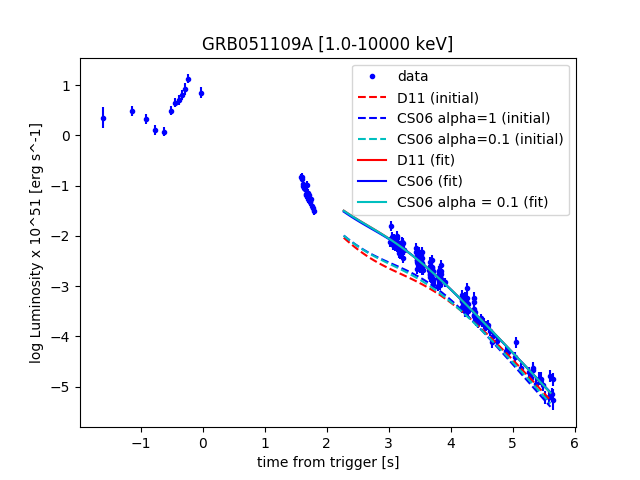 GRB051109A [1.0-10000 keV]
data
D11 (initial)
CS06 alpha=1 (initial)
CS06 alpha=0.1 (initial)
D11 (fit)
CS06 (fit)
CS06 alpha = 0.1 (fit)
log Luminosity x 10^51 [erg s^-1]
1
0
−1
−2
−3
−4
−5
−1 0 1 2 3 4 5 6
time from trigger [s]